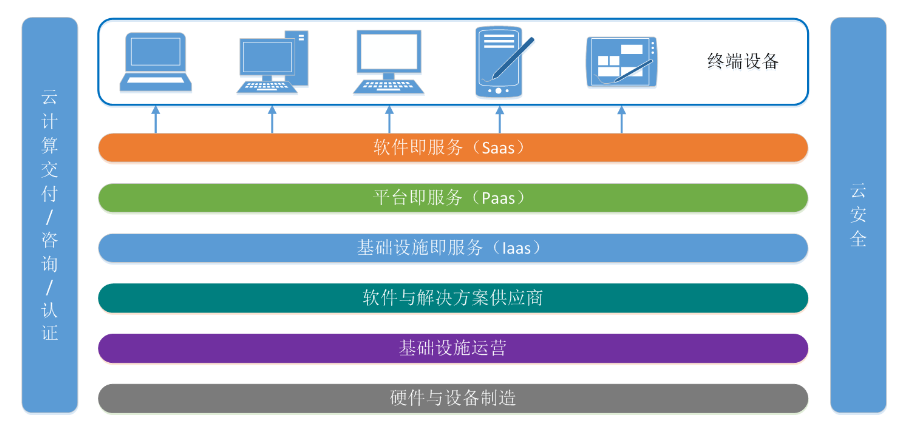 云计算交付/咨询/认证
终端设备
软件即服务（Saas）
平台即服务（Paas）
基础设施即服务（Iaas）
软件与解决方案供应商
基础设施运营
硬件与设备制造
云安全